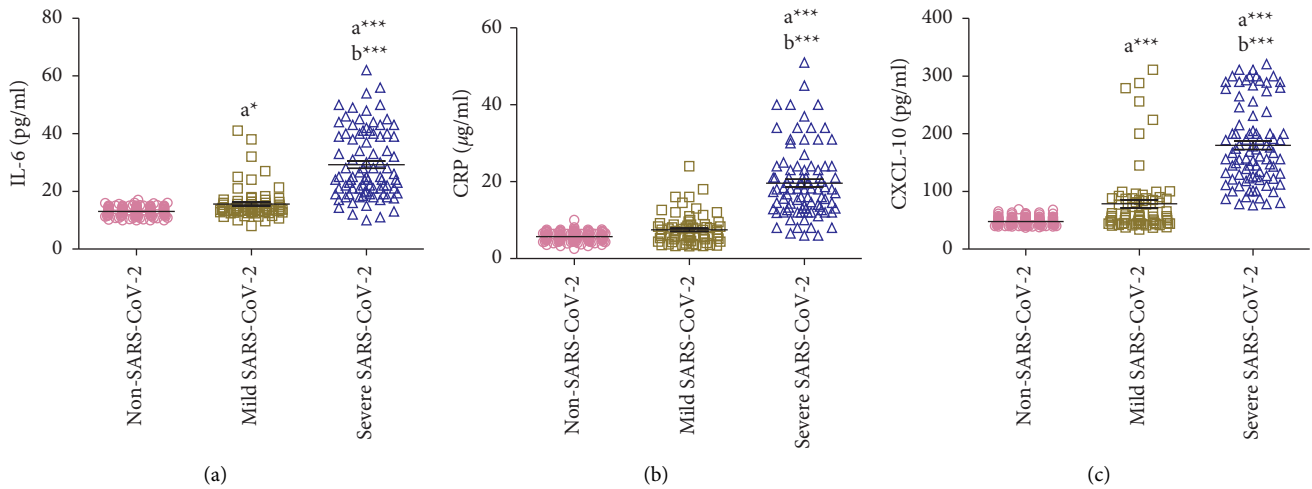 80
60
40
20
0
IL-6 (pg/ml)
a*
a***
b***
Non-SARS-CoV-2
Mild SARS-CoV-2
Severe SARS-CoV-2
(a)
60
40
20
0
CRP (μg/ml)
a***
b***
Non-SARS-CoV-2
Mild SARS-CoV-2
Severe SARS-CoV-2
(b)
400
300
200
100
0
CXCL-10 (pg/ml)
a***
a***
b***
Non-SARS-CoV-2
Mild SARS-CoV-2
Severe SARS-CoV-2
(c)